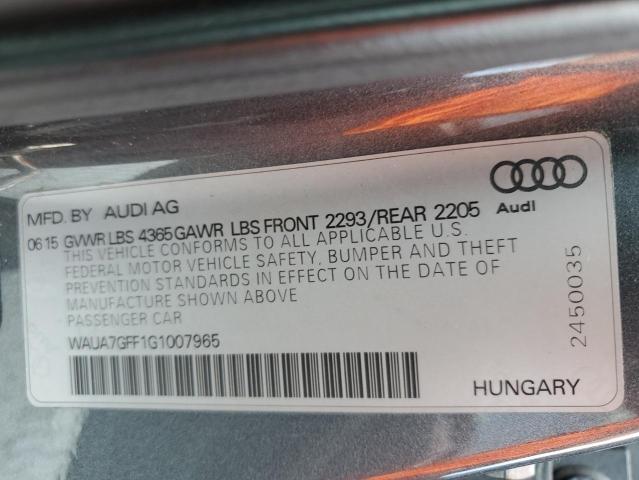 MFD. BY AUDI AG
Audi
06 15 GVWR LBS 4365 GAWR LBS FRONT 2293/REAR 2205
THIS VEHICLE CONFORMS TO ALL APPLICABLE U.S.
FEDERAL MOTOR VEHICLE SAFETY, BUMPER AND THEFT
PREVENTION STANDARDS IN EFFECT ON THE DATE OF
MANUFACTURE SHOWN ABOVE
PASSENGER CAR
WAUA7GFF1G1007965
2450035
HUNGARY